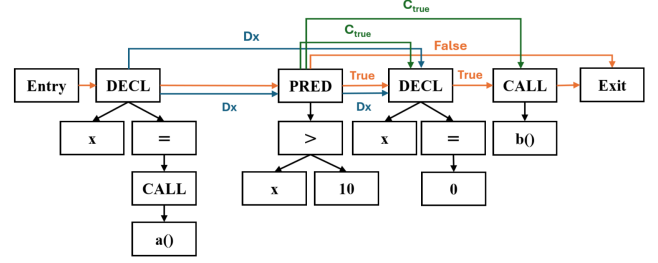 C_true
C_true
Dx
False
Entry
DECL
PRED
True
DECL
True
CALL
Exit
Dx
Dx
x
=
>
x
=
b()
CALL
x
10
0
a()